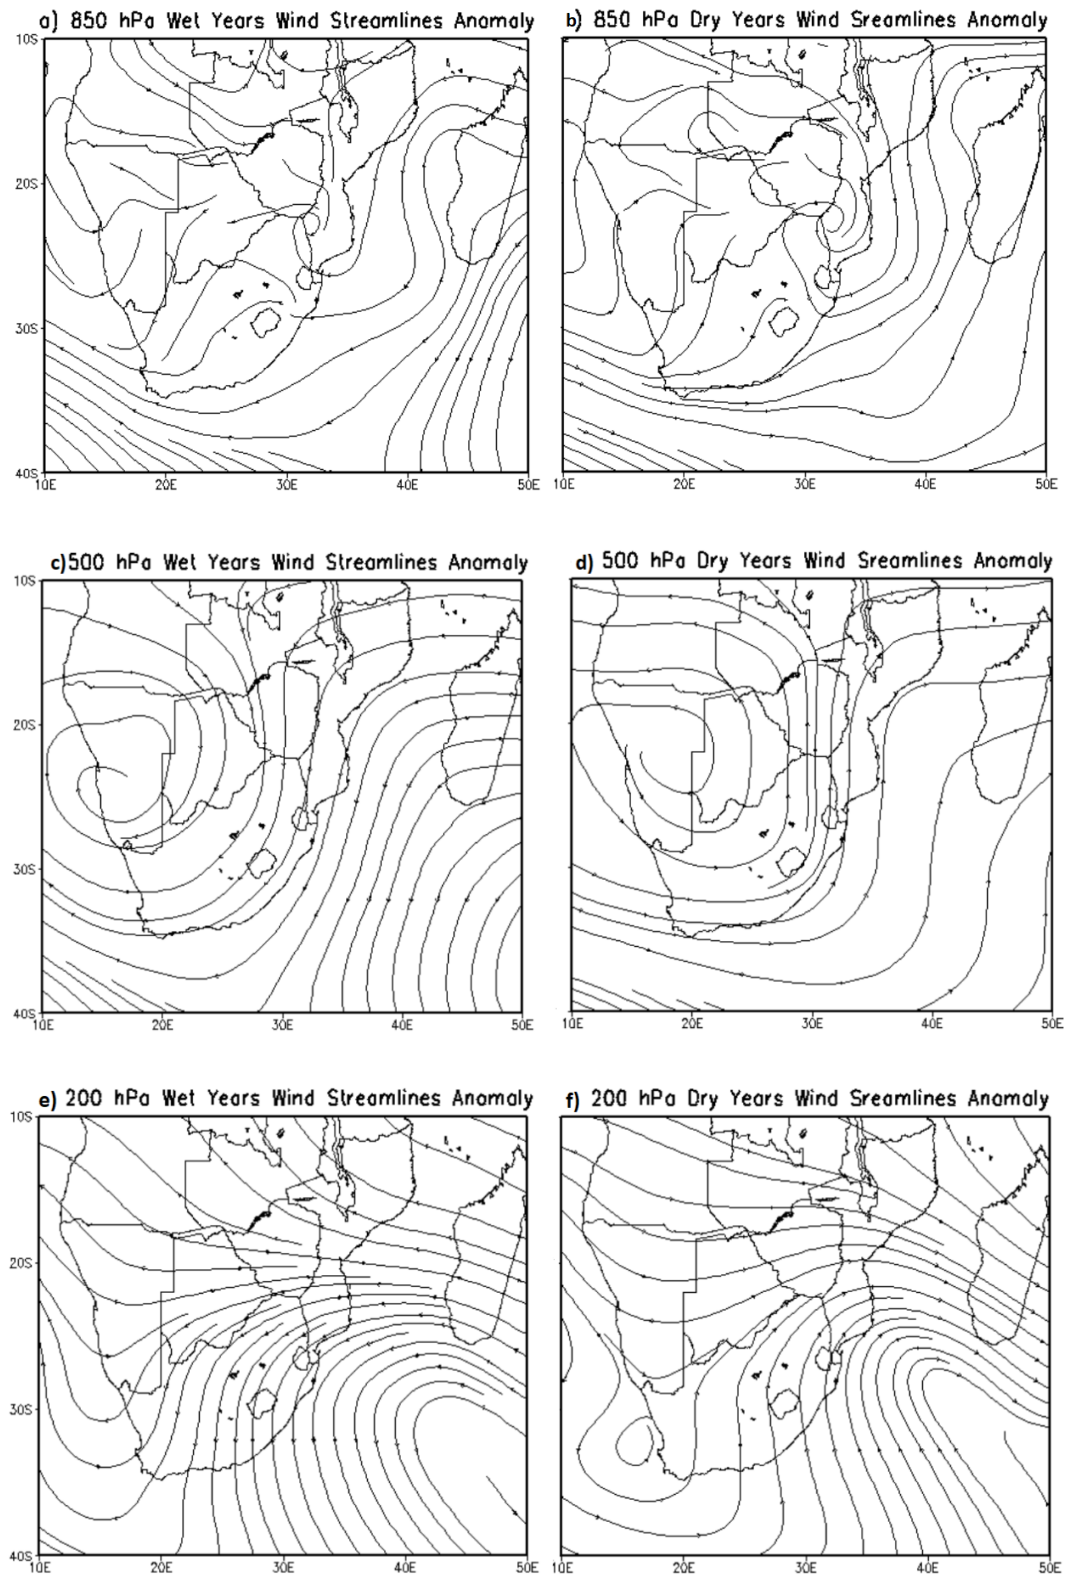 a) 850 hPa Wet Years Wind Streamlines Anomaly
b) 850 hPa Dry Years Wind Sreamlines Anomaly
10S
20S
30S
40S
10E 20E 30E 40E 50E
10E 20E 30E 40E 50E
c)500 hPa Wet Years Wind Streamlines Anomaly
d) 500 hPa Dry Years Wind Sreamlines Anomaly
10S
20S
30S
40S
10E 20E 30E 40E 50E
10E 20E 30E 40E 50E
e) 200 hPa Wet Years Wind Streamlines Anomaly
f) 200 hPa Dry Years Wind Sreamlines Anomaly
10S
20S
30S
40S
10E 20E 30E 40E 50E
10E 20E 30E 40E 50E